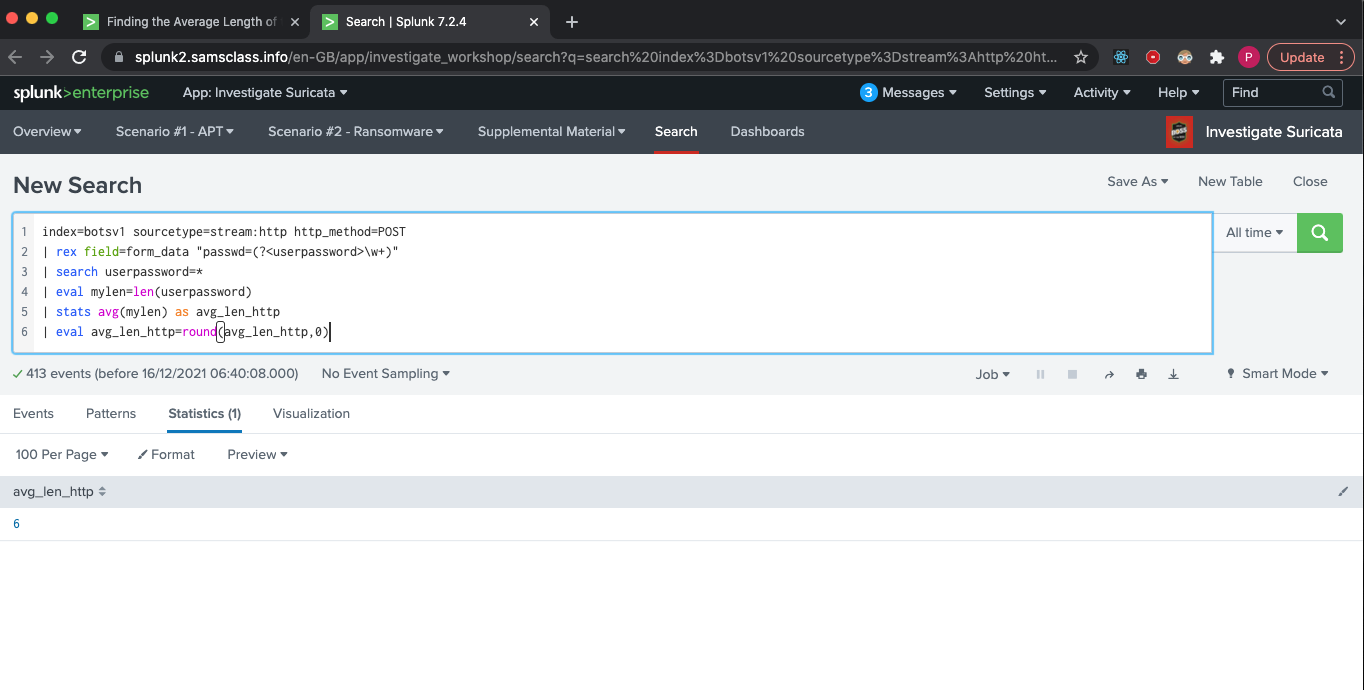 Finding the Average Length of
Search | Splunk 7.2.4
splunk2.samsclass.info/en-GB/app/investigate_workshop/search?q=search%20index%3Dbotsv1%20sourcetype%3Dstream%3Ahttp%20ht...
P
Update
splunk>enterprise App: Investigate Suricata 3 Messages Settings Activity Help Find
Overview Scenario #1 - APT Scenario #2 - Ransomware Supplemental Material Search Dashboards BOSS Investigate Suricata
New Search Save As New Table Close
1 index=botsv1 sourcetype=stream:http http_method=POST
All time
2 | rex field=form_data "passwd=(?<userpassword>\w+)"
3 | search userpassword=*
4 | eval mylen=len(userpassword)
5 | stats avg(mylen) as avg_len_http
6 | eval avg_len_http=round(avg_len_http,0)
413 events (before 16/12/2021 06:40:08.000) No Event Sampling Job Smart Mode
Events Patterns Statistics (1) Visualization
100 Per Page Format Preview
avg_len_http
6